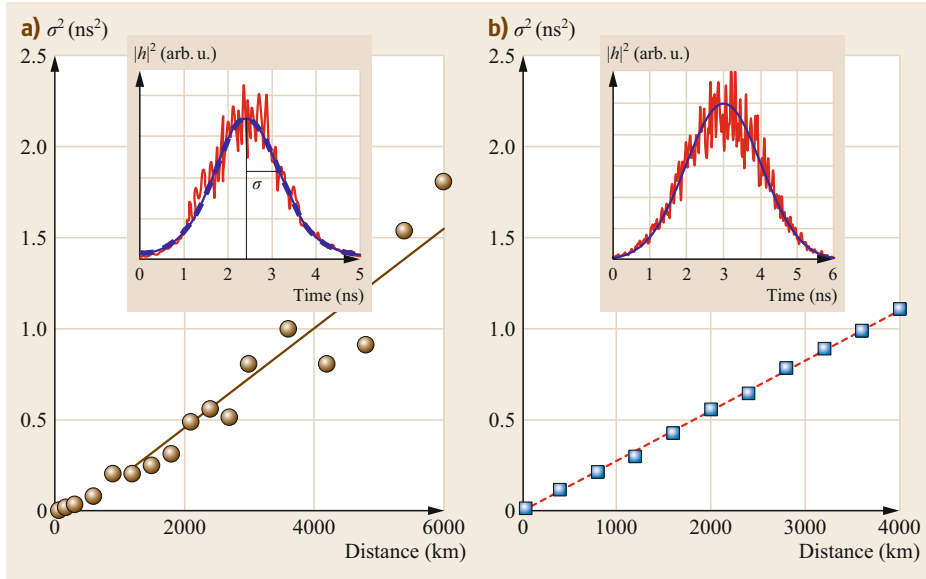 a) σ² (ns²)
2.5
2.0
1.5
1.0
0.5
0
0 2000 4000 6000
Distance (km)
|h|² (arb. u.)
σ
0 1 2 3 4 5
Time (ns)
b) σ² (ns²)
2.5
2.0
1.5
1.0
0.5
0
0 1000 2000 3000 4000
Distance (km)
|h|² (arb. u.)
0 1 2 3 4 5 6
Time (ns)